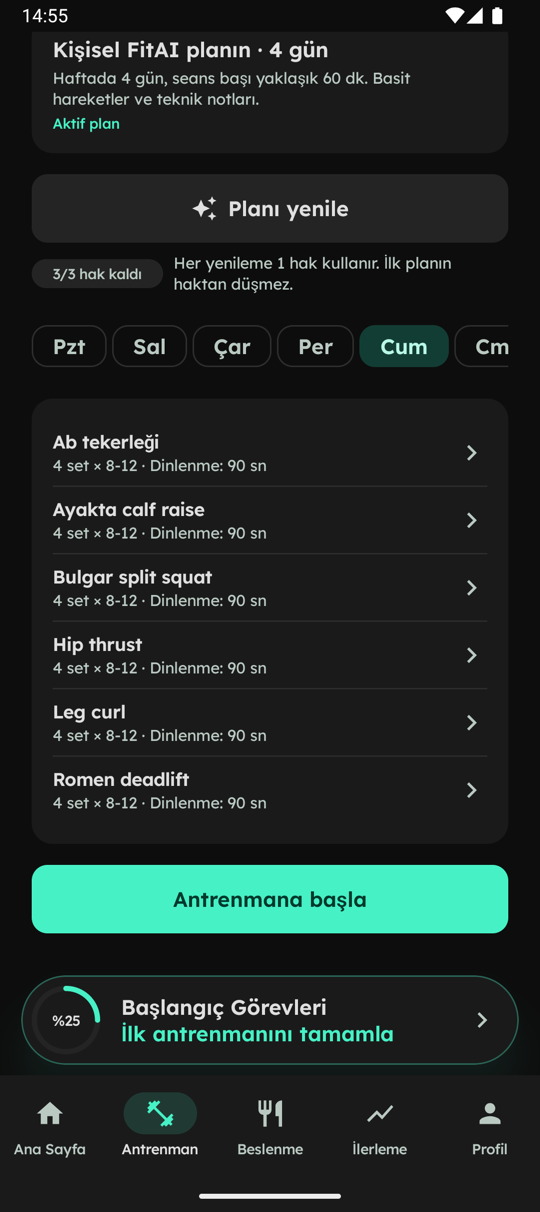 14:55
Kişisel FitAI planın · 4 gün
Haftada 4 gün, seans başı yaklaşık 60 dk. Basit
hareketler ve teknik notları.
Aktif plan
Planı yenile
3/3 hak kaldı
Her yenileme 1 hak kullanır. İlk planın
haktan düşmez.
Pzt Sal Çar Per Cum Cm
Ab tekerleği
4 set × 8-12 · Dinlenme: 90 sn
Ayakta calf raise
4 set × 8-12 · Dinlenme: 90 sn
Bulgar split squat
4 set × 8-12 · Dinlenme: 90 sn
Hip thrust
4 set × 8-12 · Dinlenme: 90 sn
Leg curl
4 set × 8-12 · Dinlenme: 90 sn
Romen deadlift
4 set × 8-12 · Dinlenme: 90 sn
Antrenmana başla
%25
Başlangıç Görevleri
İlk antrenmanını tamamla
Ana Sayfa Antrenman Beslenme İlerleme Profil